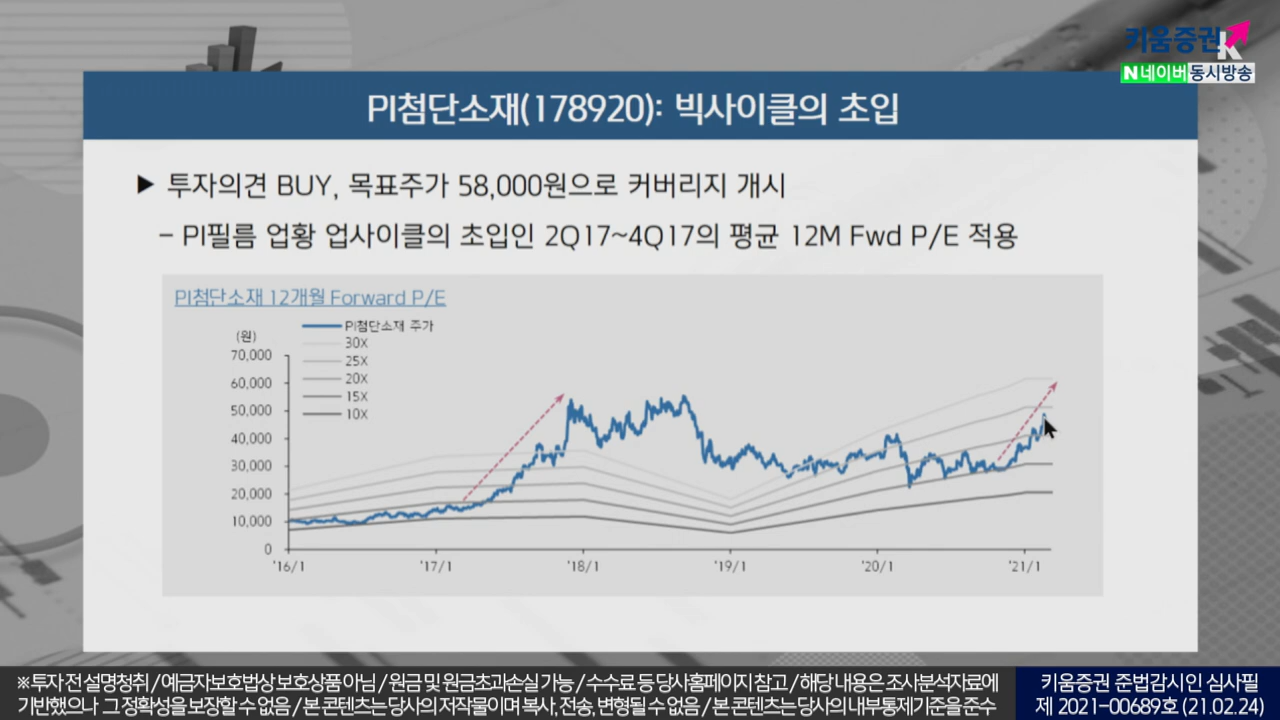 키움증권
N 네이버 동시방송
PI첨단소재(178920): 빅사이클의 초입
▶ 투자의견 BUY, 목표주가 58,000원으로 커버리지 개시
– PI필름 업황 업사이클의 초입인 2Q17~4Q17의 평균 12M Fwd P/E 적용
PI첨단소재 12개월 Forward P/E
(원)
PI첨단소재 주가
30X
25X
20X
15X
10X
70,000
60,000
50,000
40,000
30,000
20,000
10,000
0
'16/1
'17/1
'18/1
'19/1
'20/1
'21/1
※ 투자 전 설명청취 / 예금자보호법상 보호상품 아님 / 원금 및 원금초과손실 가능 / 수수료 등 당사홈페이지 참고 / 해당 내용은 조사분석자료에
기반했으나 그 정확성을 보장할 수 없음 / 본 콘텐츠는 당사의 저작물이며 복사, 전송, 변형될 수 없음 / 본 콘텐츠는 당사의 내부통제기준을 준수
키움증권 준법감시인 심사필
제 2021-00689호 (21.02.24)